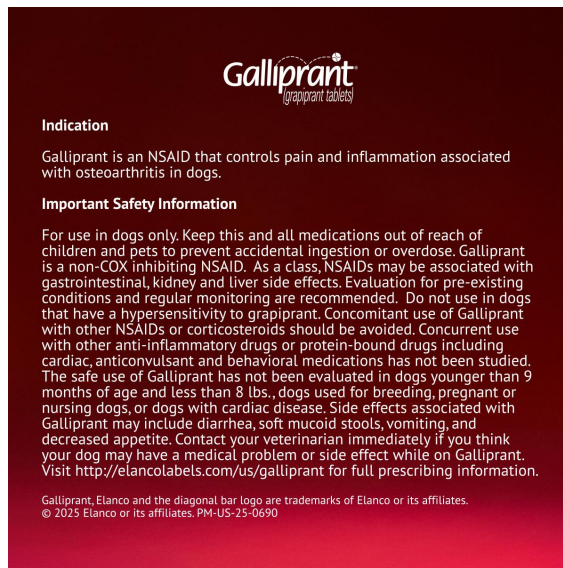 Galliprant®
(grapiprant tablets)
Indication
Galliprant is an NSAID that controls pain and inflammation associated
with osteoarthritis in dogs.
Important Safety Information
For use in dogs only. Keep this and all medications out of reach of
children and pets to prevent accidental ingestion or overdose. Galliprant
is a non-COX inhibiting NSAID.  As a class, NSAIDs may be associated with
gastrointestinal, kidney and liver side effects. Evaluation for pre-existing
conditions and regular monitoring are recommended.  Do not use in dogs
that have a hypersensitivity to grapiprant. Concomitant use of Galliprant
with other NSAIDs or corticosteroids should be avoided. Concurrent use
with other anti-inflammatory drugs or protein-bound drugs including
cardiac, anticonvulsant and behavioral medications has not been studied.
The safe use of Galliprant has not been evaluated in dogs younger than 9
months of age and less than 8 lbs., dogs used for breeding, pregnant or
nursing dogs, or dogs with cardiac disease. Side effects associated with
Galliprant may include diarrhea, soft mucoid stools, vomiting, and
decreased appetite. Contact your veterinarian immediately if you think
your dog may have a medical problem or side effect while on Galliprant.
Visit http://elancolabels.com/us/galliprant for full prescribing information.
Galliprant, Elanco and the diagonal bar logo are trademarks of Elanco or its affiliates.
© 2025 Elanco or its affiliates. PM-US-25-0690